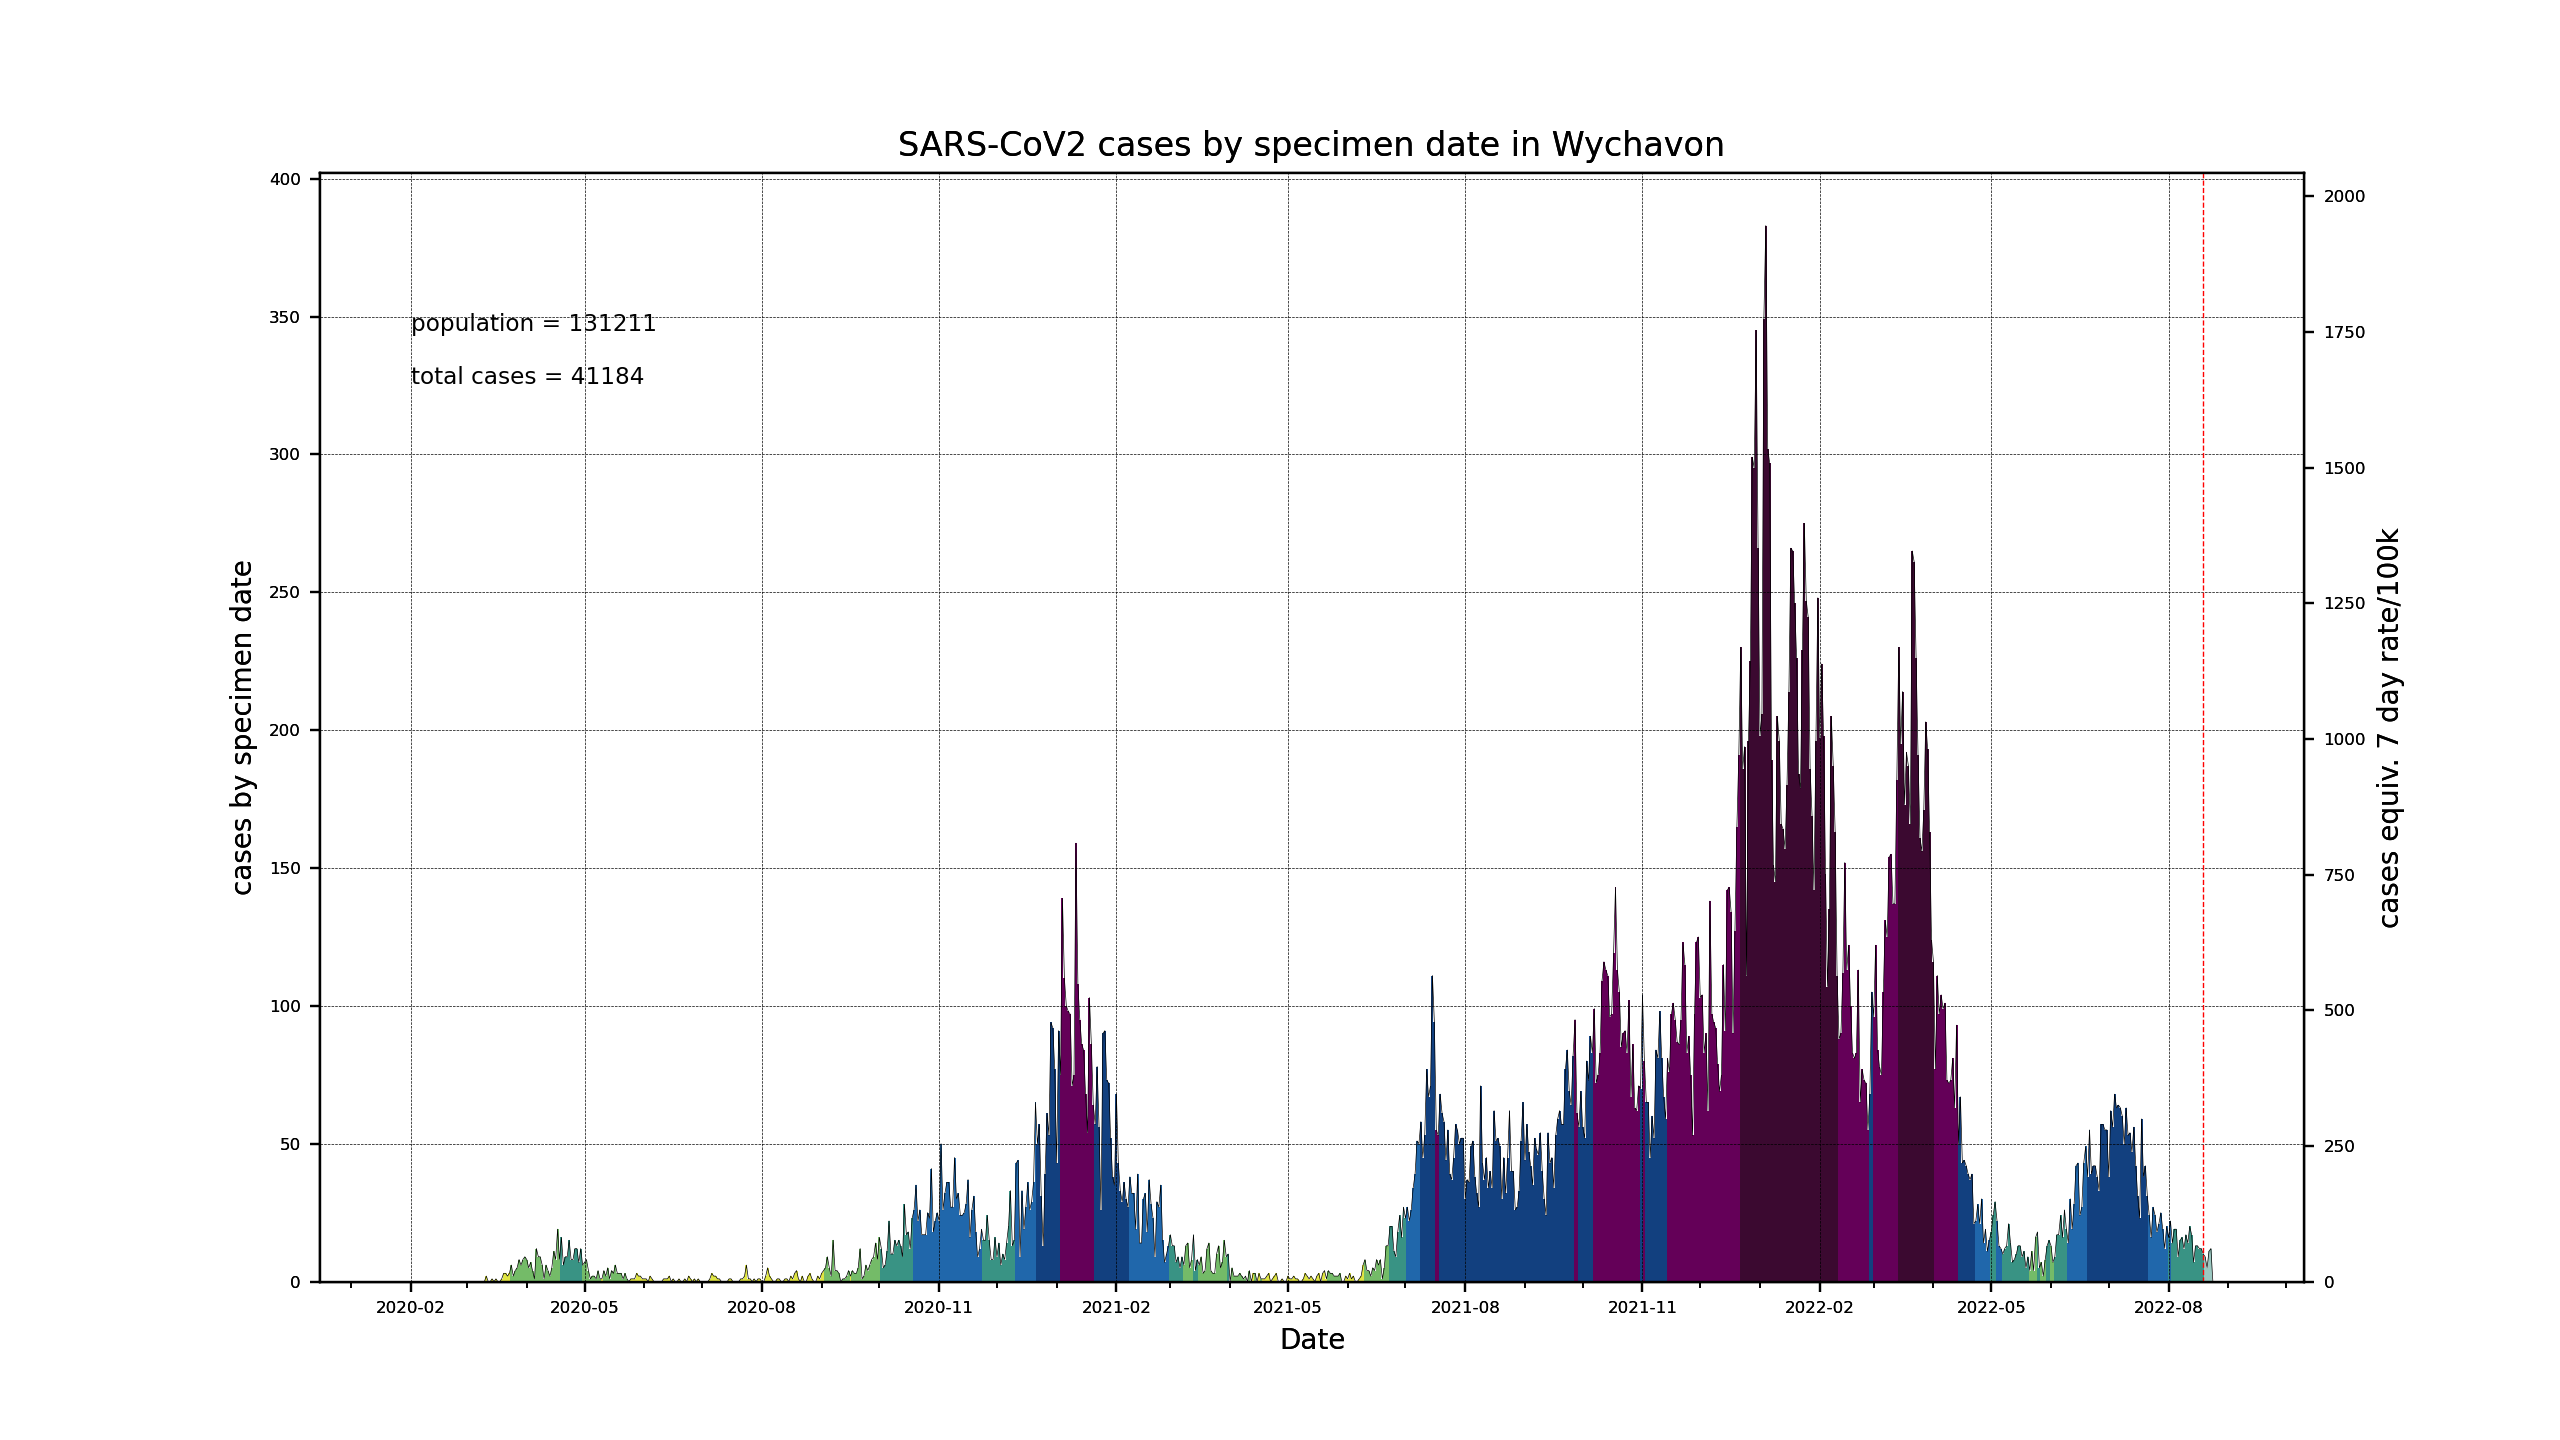 SARS-CoV2 cases by specimen date in Wychavon
400
350
300
250
200
150
100
50
0
cases by specimen date
population = 131211
total cases = 41184
2000
1750
1500
1250
1000
750
500
250
0
cases equiv. 7 day rate/100k
2020-02 2020-05 2020-08 2020-11 2021-02 2021-05 2021-08 2021-11 2022-02 2022-05 2022-08
Date